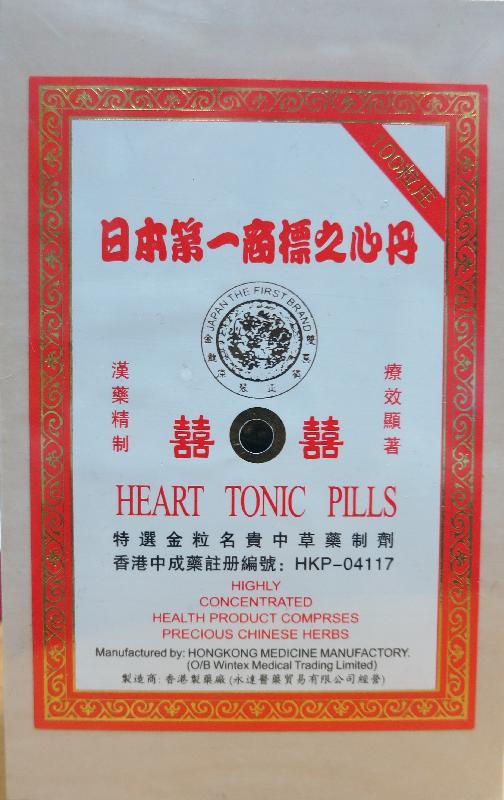 100粒庄
日本第一商標之心丹
JAPAN THE FIRST BRAND
漢藥精制
療效顯著
囍 囍
HEART TONIC PILLS
特選金粒名貴中草藥制劑
香港中成藥註册編號：HKP-04117
HIGHLY
CONCENTRATED
HEALTH PRODUCT COMPRSES
PRECIOUS CHINESE HERBS
Manufactured by: HONGKONG MEDICINE MANUFACTORY.
(O/B Wintex Medical Trading Limited)
製造商：香港製藥廠 (永達醫藥貿易有限公司經營)